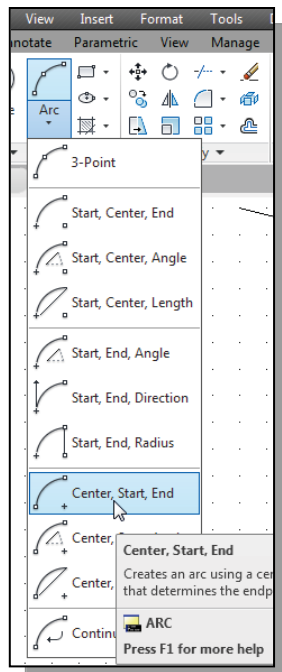 View Insert Format Tools
notate Parametric View Manage
Arc
3-Point
Start, Center, End
Start, Center, Angle
Start, Center, Length
Start, End, Angle
Start, End, Direction
Start, End, Radius
Center, Start, End
Center,
Center,
Continu
Center, Start, End
Creates an arc using a cen
that determines the endp
ARC
Press F1 for more help